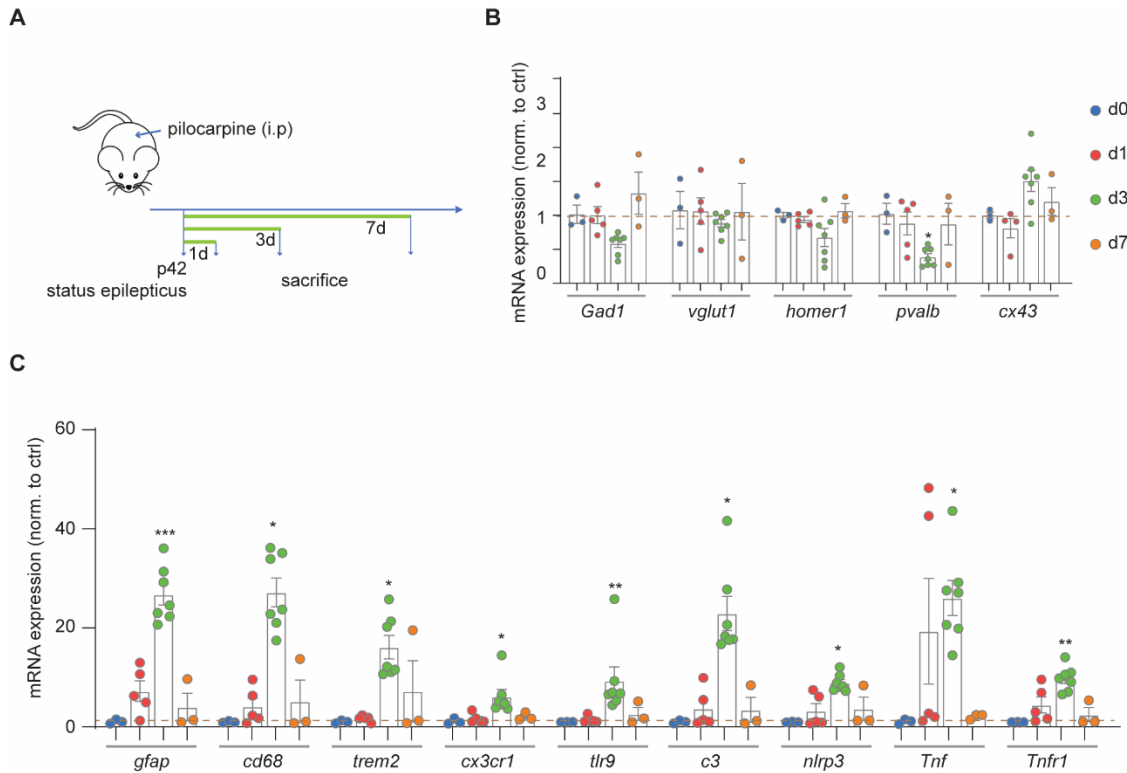 A
pilocarpine (i.p)
7d
3d
1d
p42
sacrifice
status epilepticus
B
mRNA expression (norm. to ctrl)
3
2
1
0
*
Gad1 vglut1 homer1 pvalb cx43
d0
d1
d3
d7
C
mRNA expression (norm. to ctrl)
60
40
20
0
*** * * * ** * * * **
gfap cd68 trem2 cx3cr1 tlr9 c3 nlrp3 Tnf Tnfr1